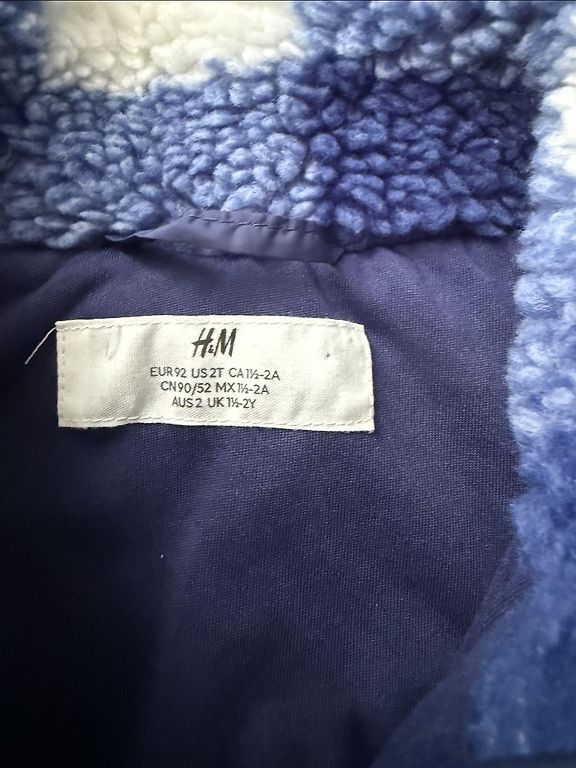 H&M
EUR 92 US 2T CA 1½-2A
CN 90/52 MX 1½-2A
AUS 2 UK 1½-2Y